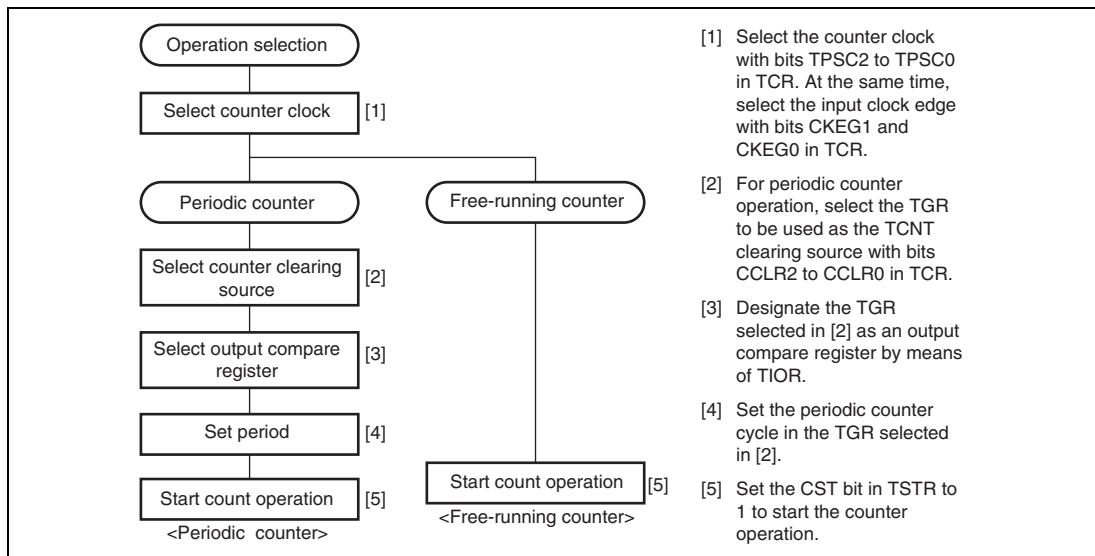 Operation selection
Select counter clock
[1]
Periodic counter
Free-running counter
Select counter clearing
source
[2]
Select output compare
register
[3]
Set period
[4]
Start count operation
[5]
<Periodic counter>
Start count operation
[5]
<Free-running counter>
[1] Select the counter clock
with bits TPSC2 to TPSC0
in TCR. At the same time,
select the input clock edge
with bits CKEG1 and
CKEG0 in TCR.
[2] For periodic counter
operation, select the TGR
to be used as the TCNT
clearing source with bits
CCLR2 to CCLR0 in TCR.
[3] Designate the TGR
selected in [2] as an output
compare register by means
of TIOR.
[4] Set the periodic counter
cycle in the TGR selected
in [2].
[5] Set the CST bit in TSTR to
1 to start the counter
operation.